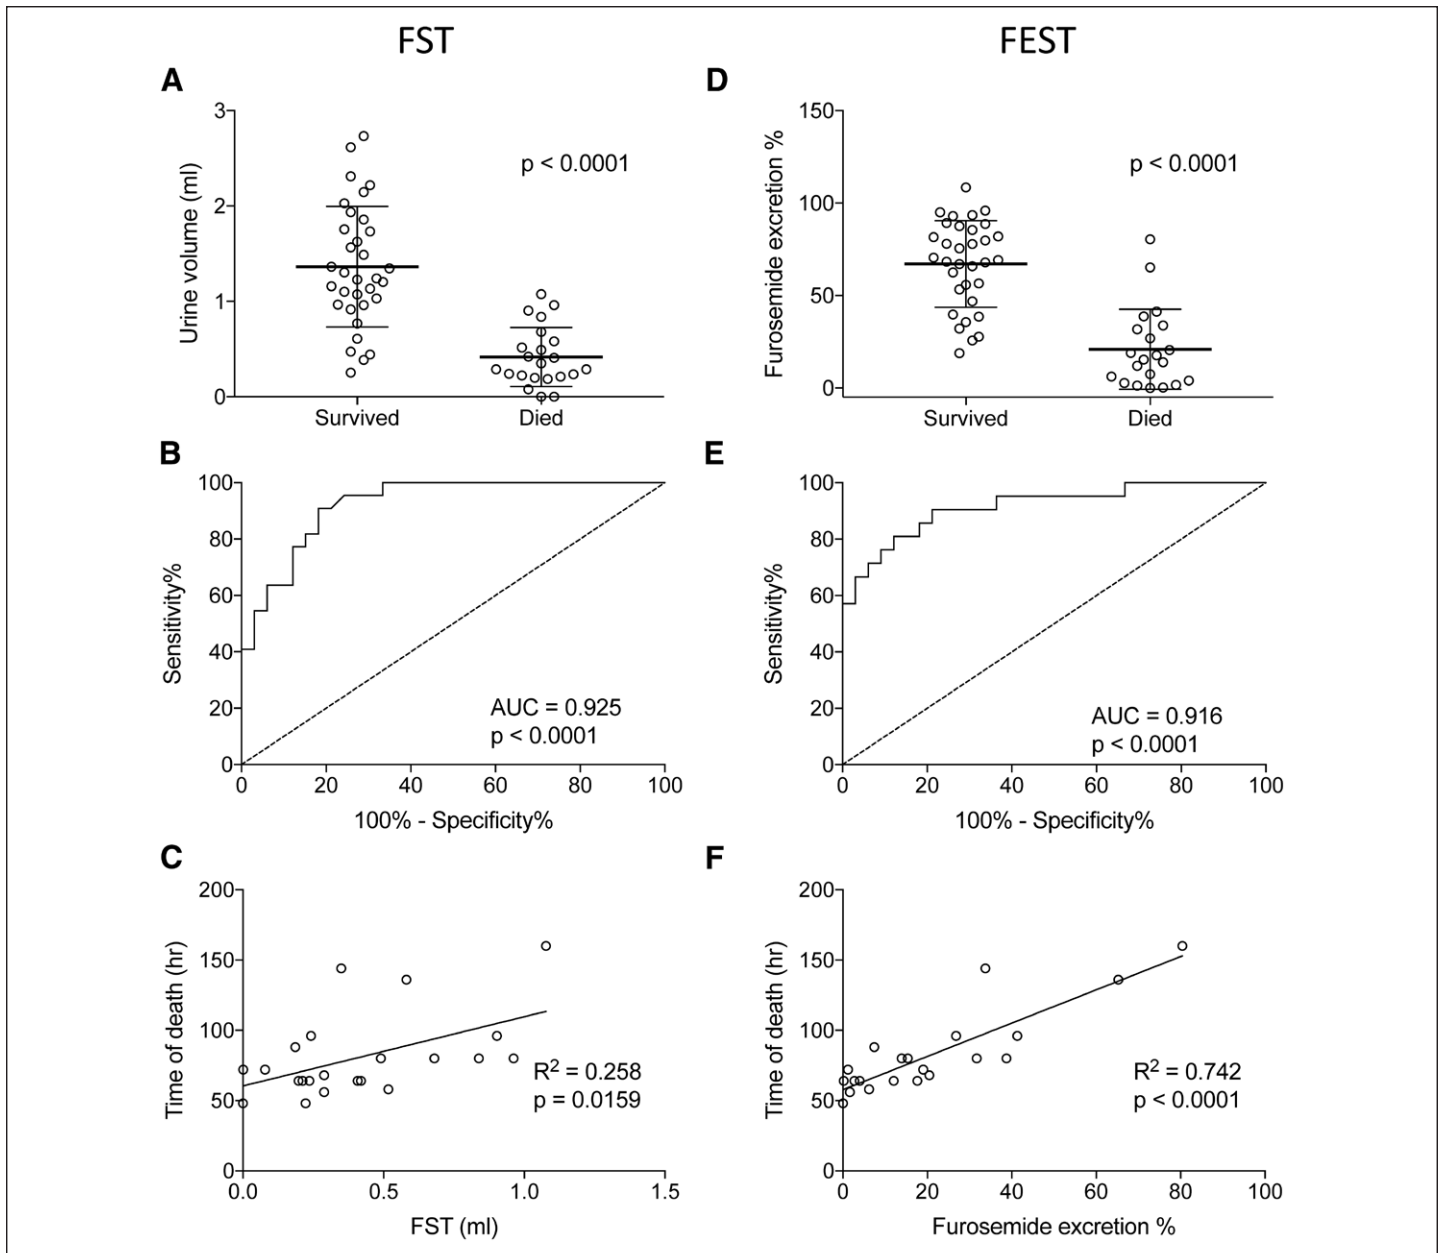 FST
FEST
A
3
2
1
0
Urine volume (ml)
p < 0.0001
Survived
Died
D
150
100
50
0
Furosemide excretion %
p < 0.0001
Survived
Died
B
100
80
60
40
20
0
Sensitivity%
AUC = 0.925
p < 0.0001
0 20 40 60 80 100
100% - Specificity%
E
100
80
60
40
20
0
Sensitivity%
AUC = 0.916
p < 0.0001
0 20 40 60 80 100
100% - Specificity%
C
200
150
100
50
0
Time of death (hr)
R² = 0.258
p = 0.0159
0.0 0.5 1.0 1.5
FST (ml)
F
200
150
100
50
0
Time of death (hr)
R² = 0.742
p < 0.0001
0 20 40 60 80 100
Furosemide excretion %